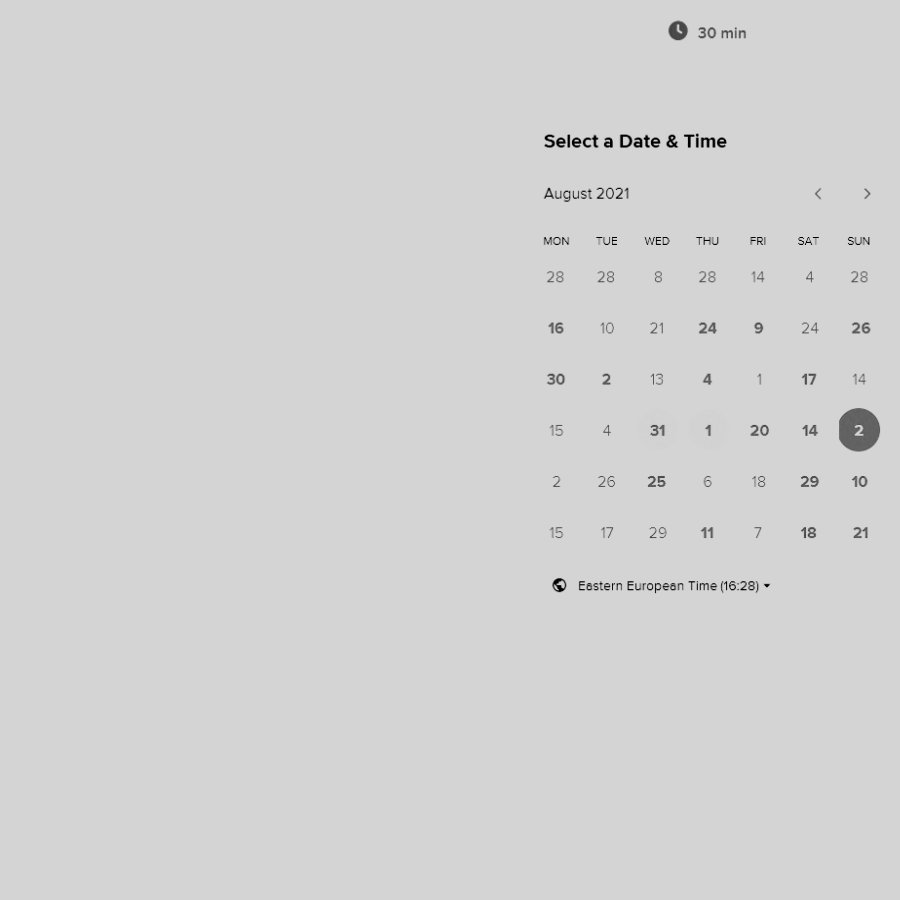 30 min
Select a Date & Time
August 2021
MON TUE WED THU FRI SAT SUN
28 28 8 28 14 4 28
16 10 21 24 9 24 26
30 2 13 4 1 17 14
15 4 31 1 20 14 2
2 26 25 6 18 29 10
15 17 29 11 7 18 21
Eastern European Time (16:28)